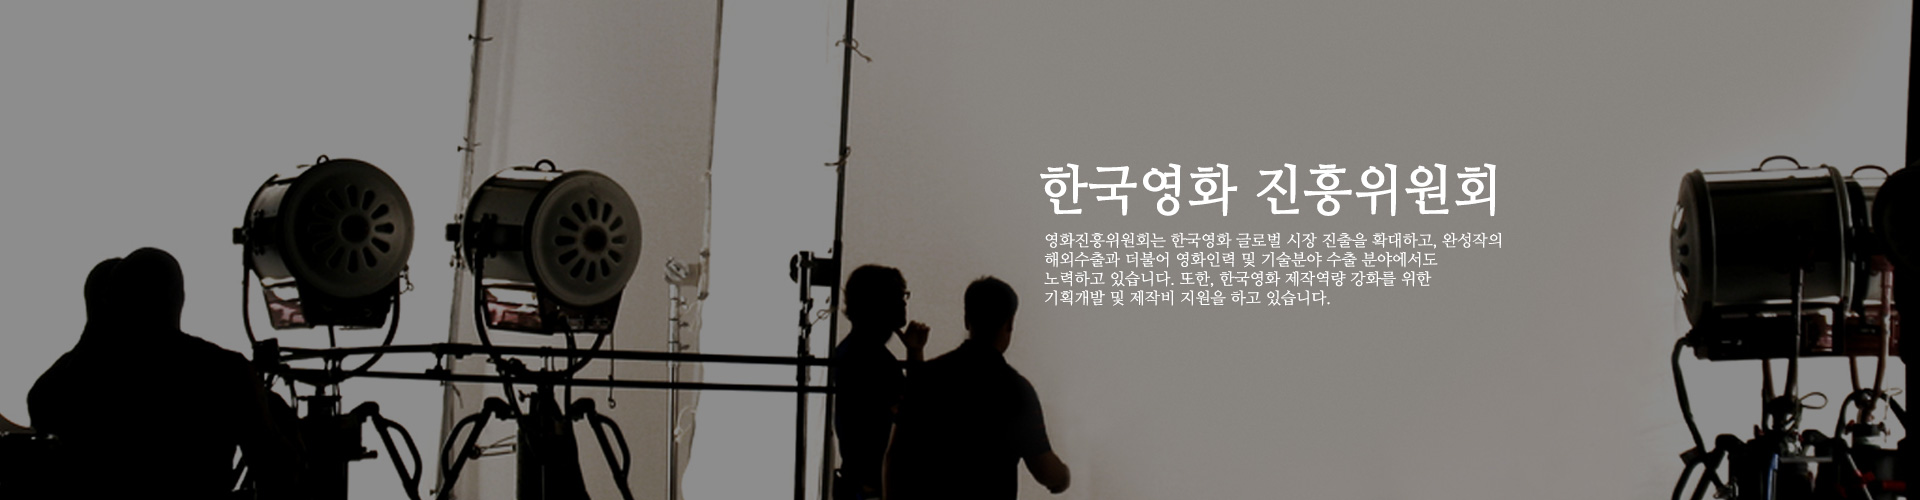 한국영화 진흥위원회
영화진흥위원회는 한국영화 글로벌 시장 진출을 확대하고, 완성작의
해외수출과 더불어 영화인력 및 기술분야 수출 분야에서도
노력하고 있습니다. 또한, 한국영화 제작역량 강화를 위한
기획개발 및 제작비 지원을 하고 있습니다.